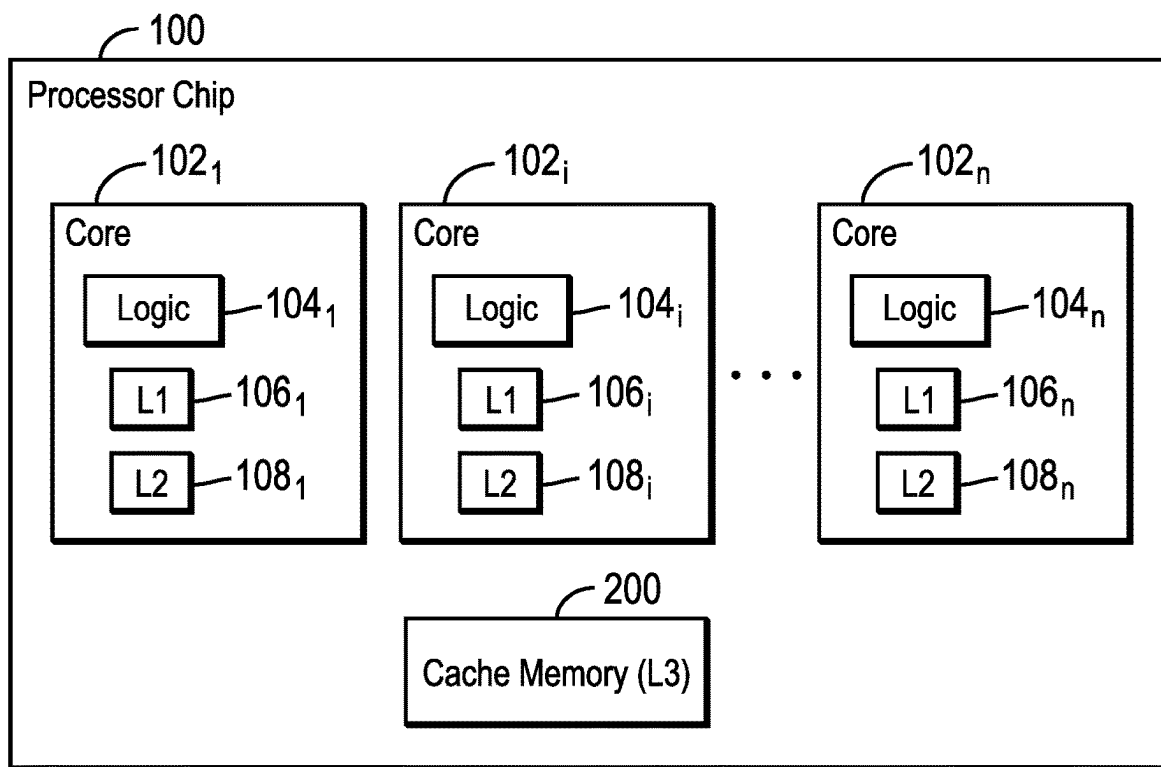 100
Processor Chip
102₁ 102ᵢ 102ₙ
Core Core Core
Logic 104₁ Logic 104ᵢ Logic 104ₙ
L1 106₁ L1 106ᵢ • • • L1 106ₙ
L2 108₁ L2 108ᵢ L2 108ₙ
200
Cache Memory (L3)